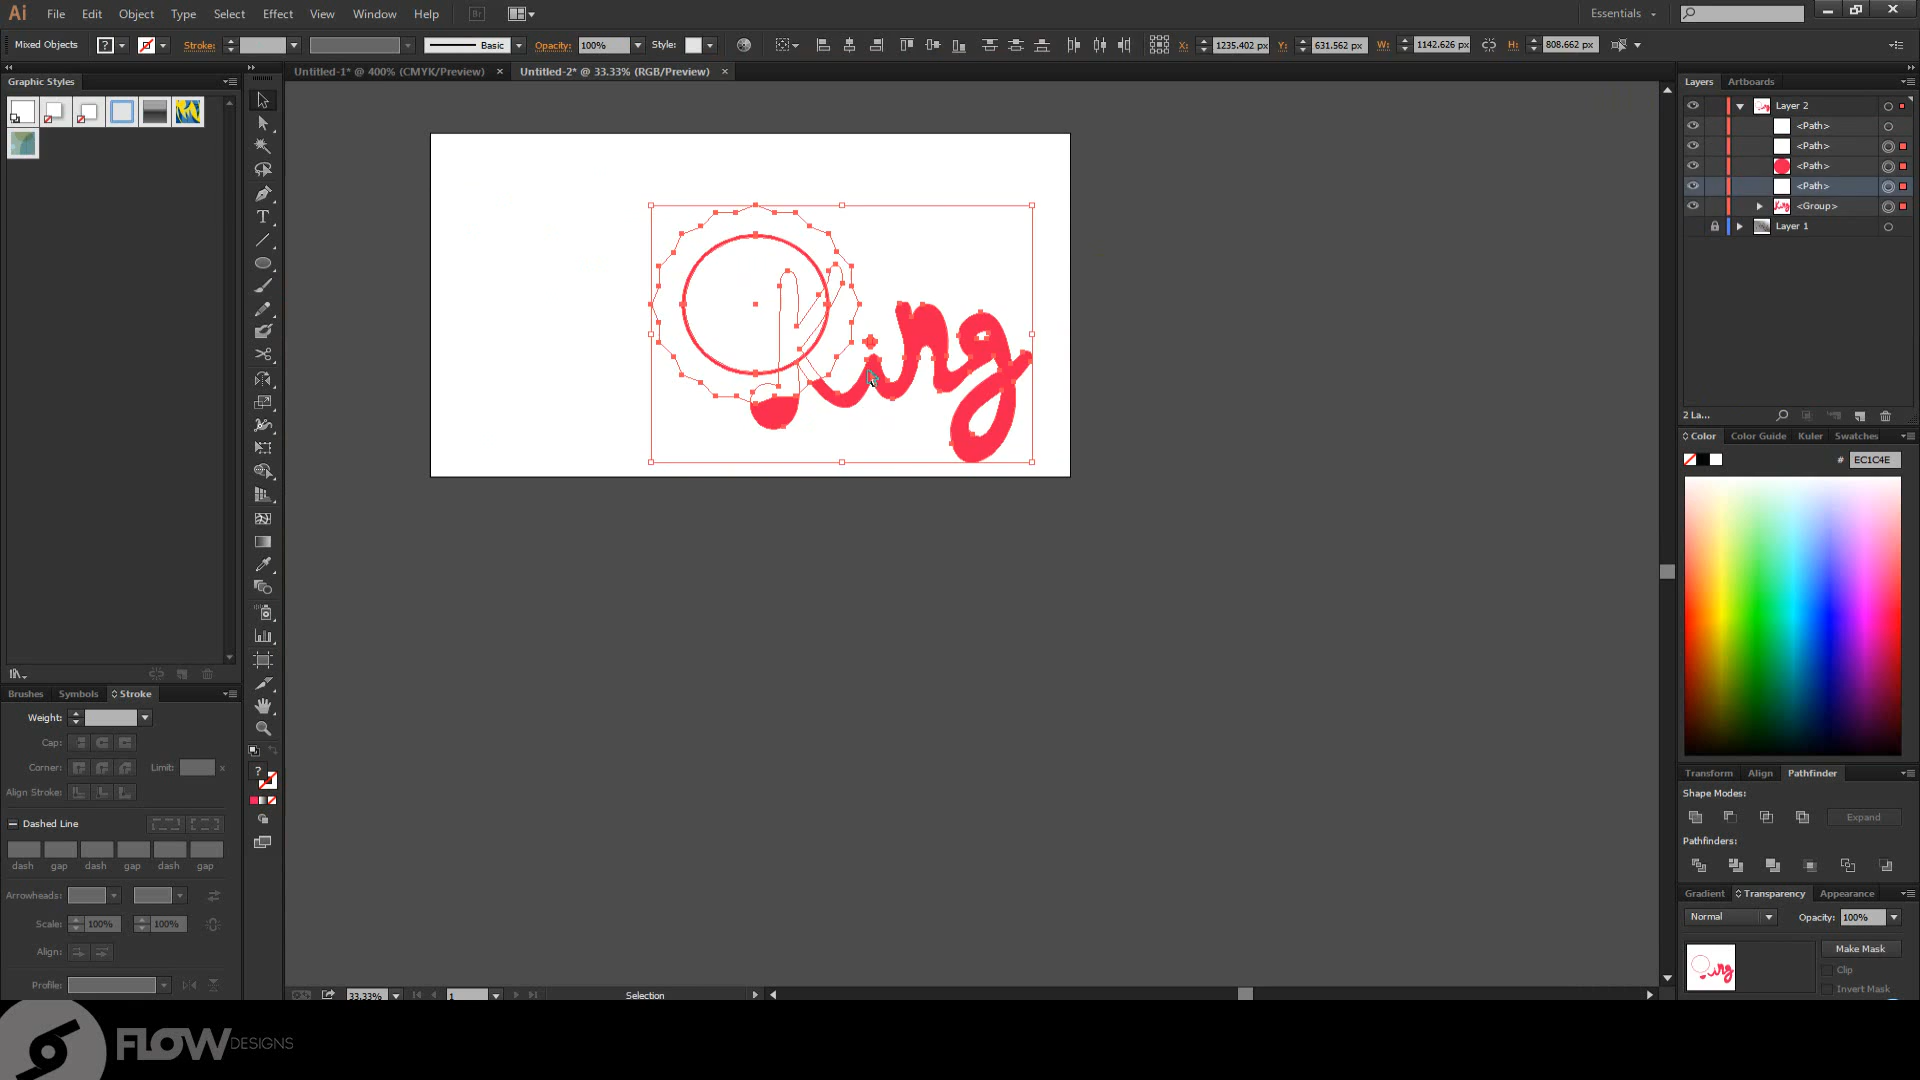 Ai File Edit Object Type Select Effect View Window Help Br Essentials
Mixed Objects ? Stroke: Basic Opacity: 100% Style: X: 1235.402 px Y: 631.562 px W: 1142.626 px H: 808.662 px
Graphic Styles
Untitled-1* @ 400% (CMYK/Preview) × Untitled-2* @ 33.33% (RGB/Preview) ×
Layers Artboards
Layer 2
<Path>
<Path>
<Path>
<Path>
<Group>
Layer 1
2 La...
King
Color Color Guide Kuler Swatches
# EC1C4E
Brushes Symbols Stroke
Weight:
Cap:
Corner: Limit: x
Align Stroke:
Dashed Line
dash gap dash gap dash gap
Arrowheads:
Scale: 100% 100%
Align:
Profile:
Transform Align Pathfinder
Shape Modes:
Expand
Pathfinders:
Gradient Transparency Appearance
Normal Opacity: 100%
Make Mask
Clip
Invert Mask
33.33% 1 Selection
FLOWDESIGNS